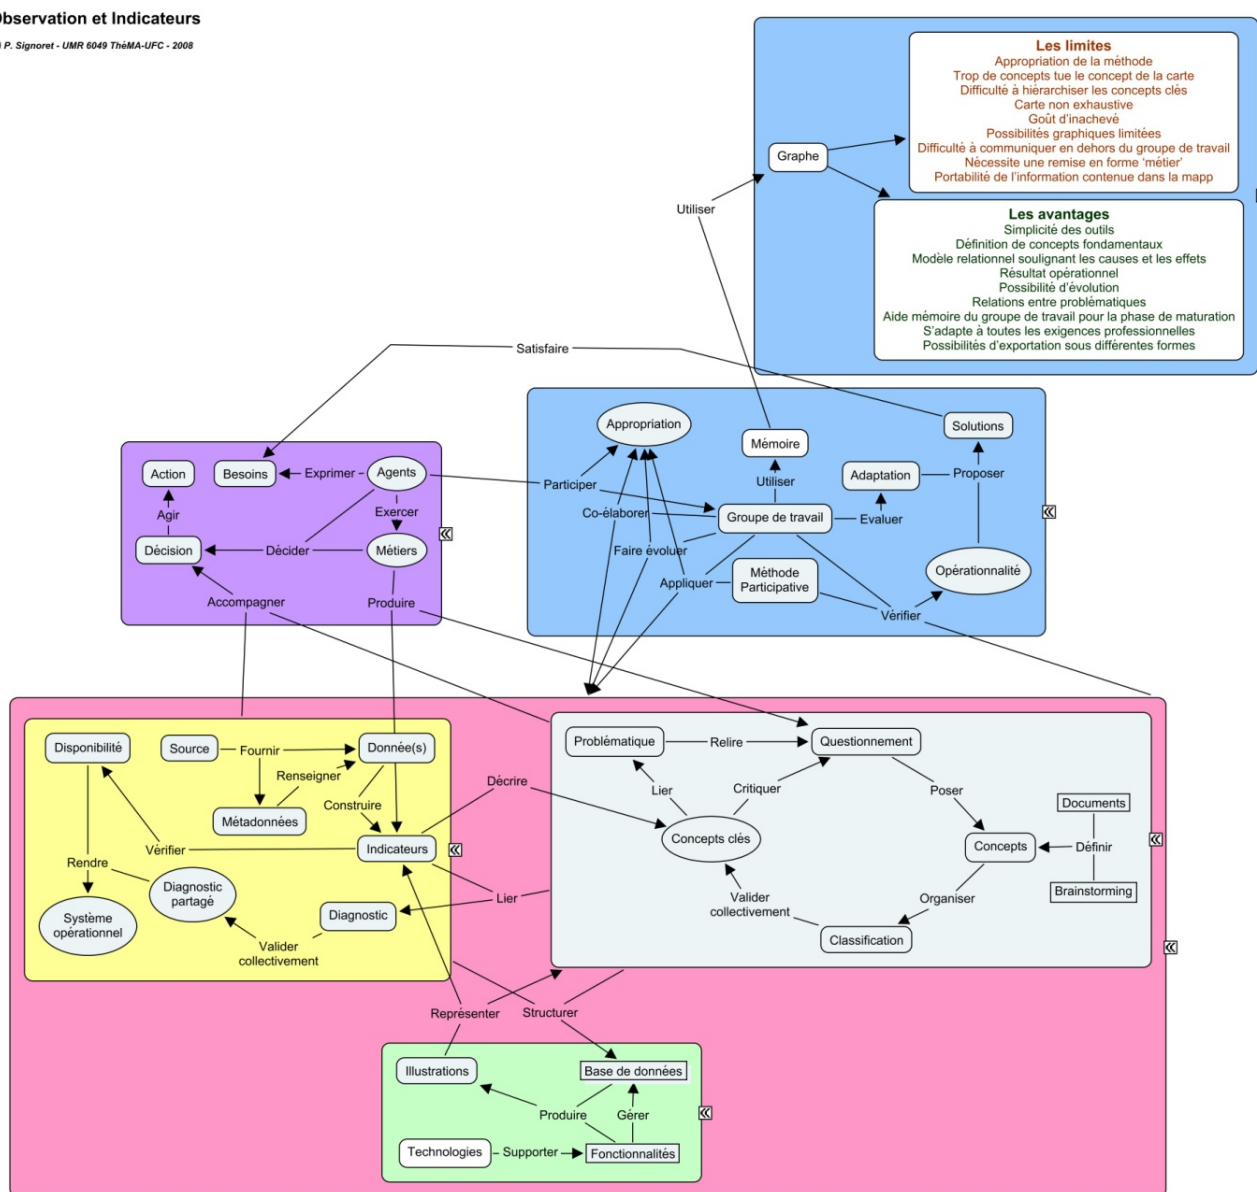 Observation et Indicateurs
P. Signoret - UMR 6049 ThéMA-UFC - 2008
Les limites
Appropriation de la méthode
Trop de concepts tue le concept de la carte
Difficulté à hiérarchiser les concepts clés
Carte non exhaustive
Goût d'inachevé
Possibilités graphiques limitées
Difficulté à communiquer en dehors du groupe de travail
Nécessite une remise en forme ‘métier’
Portabilité de l'information contenue dans la mapp
Graphe
Utiliser
Les avantages
Simplicité des outils
Définition de concepts fondamentaux
Modèle relationnel soulignant les causes et les effets
Résultat opérationnel
Possibilité d'évolution
Relations entre problématiques
Aide mémoire du groupe de travail pour la phase de maturation
S'adapte à toutes les exigences professionnelles
Possibilités d'exportation sous différentes formes
Satisfaire
Appropriation
Mémoire
Solutions
Adaptation
Proposer
Utiliser
Participer
Co-élaborer
Groupe de travail
Evaluer
Faire évoluer
Appliquer
Méthode
Participative
Opérationnalité
Vérifier
Action
Besoins
Exprimer
Agents
Agir
Exercer
Décision
Décider
Métiers
Accompagner
Produire
Disponibilité
Source
Fournir
Donnée(s)
Renseigner
Métadonnées
Construire
Vérifier
Indicateurs
Rendre
Diagnostic
partagé
Système
opérationnel
Diagnostic
Valider
collectivement
Décrire
Lier
Problématique
Relire
Questionnement
Lier
Critiquer
Poser
Documents
Concepts clés
Concepts
Définir
Brainstorming
Valider
collectivement
Organiser
Classification
Représenter
Structurer
Illustrations
Base de données
Produire
Gérer
Technologies
Supporter
Fonctionnalités